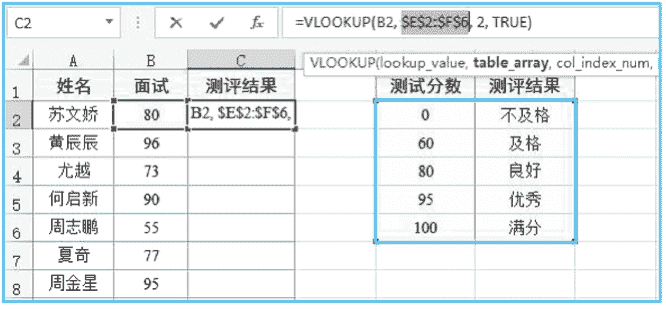 C2 fx =VLOOKUP(B2, $E$2:$F$6, 2, TRUE)
VLOOKUP(lookup_value, table_array, col_index_num,
A B C
1 姓名 面试 测评结果 测试分数 测评结果
2 苏文娇 80 B2, $E$2:$F$6, 0 不及格
3 黄辰辰 96 60 及格
4 尤越 73 80 良好
5 何启新 90 95 优秀
6 周志鹏 55 100 满分
7 夏奇 77
8 周金星 95